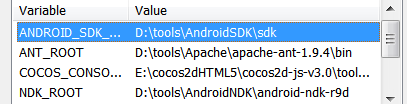 Variable Value
ANDROID_SDK_... D:\tools\AndroidSDK\sdk
ANT_ROOT D:\tools\Apache\apache-ant-1.9.4\bin
COCOS_CONSO... E:\cocos2dHTML5\cocos2d-js-v3.0\tool...
NDK_ROOT D:\tools\AndroidNDK\android-ndk-r9d